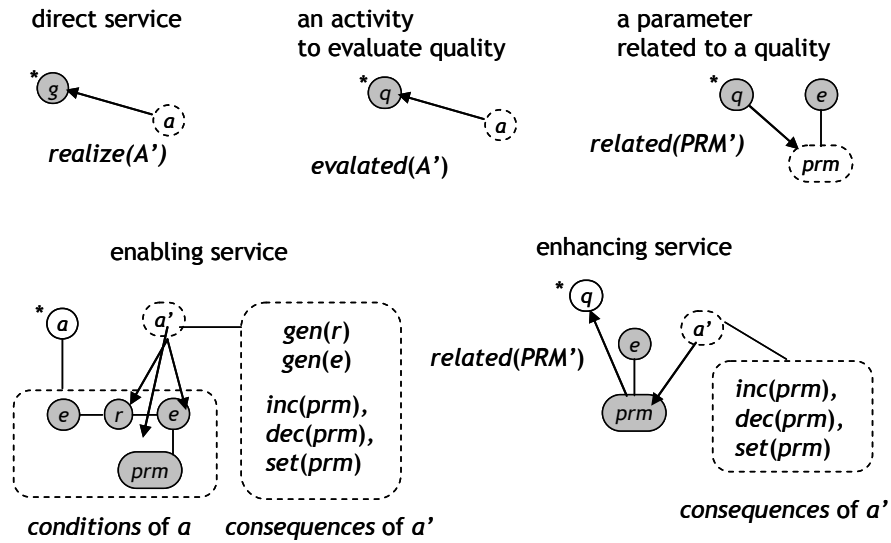 direct service
* g
a
realize(A’)
an activity
to evaluate quality
* q
a
evalated(A’)
a parameter
related to a quality
* q
e
related(PRM’)
prm
enabling service
* a
a’
gen(r)
gen(e)
inc(prm),
dec(prm),
set(prm)
e
r
e
prm
conditions of a
consequences of a’
enhancing service
* q
e
a’
related(PRM’)
prm
inc(prm),
dec(prm),
set(prm)
consequences of a’